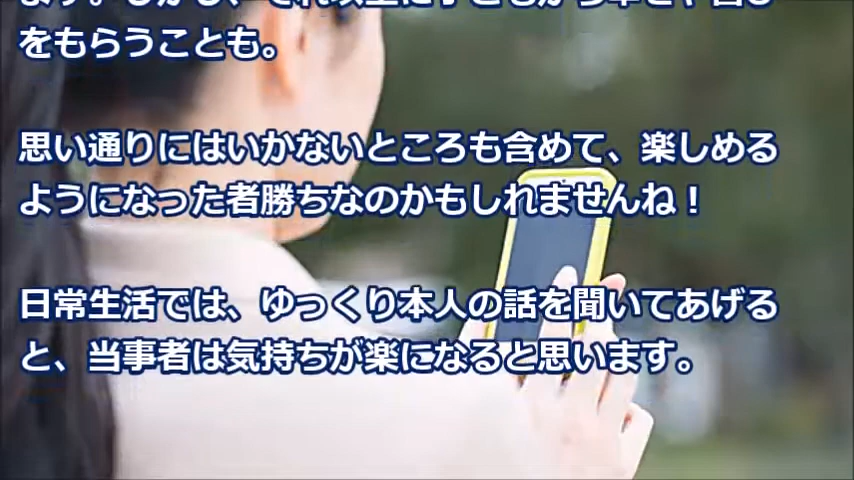 をもらうことも。
思い通りにはいかないところも含めて、楽しめる
ようになった者勝ちなのかもしれませんね！
日常生活では、ゆっくり本人の話を聞いてあげる
と、当事者は気持ちが楽になると思います。